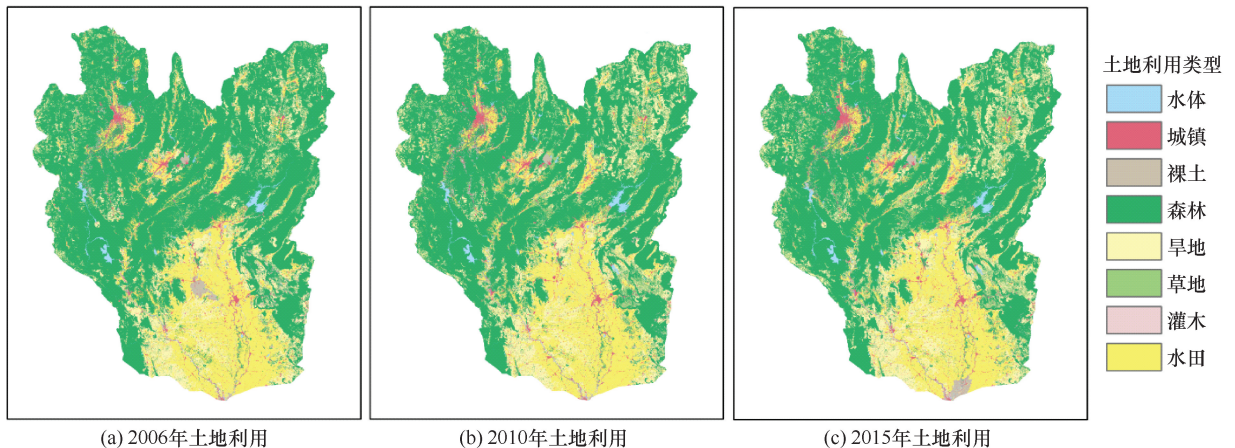 土地利用类型
水体
城镇
裸土
森林
旱地
草地
灌木
水田
(a) 2006年土地利用
(b) 2010年土地利用
(c) 2015年土地利用